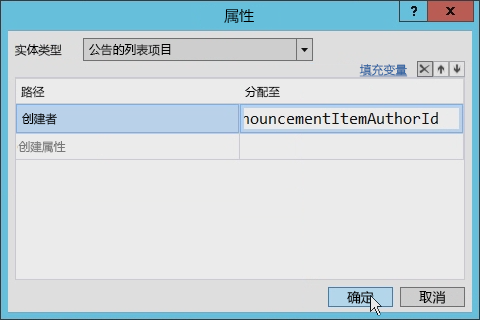 属性
?
x
实体类型 公告的列表项目
填充变量
路径 分配至
创建者 nouncementItemAuthorId
创建属性
确定 取消